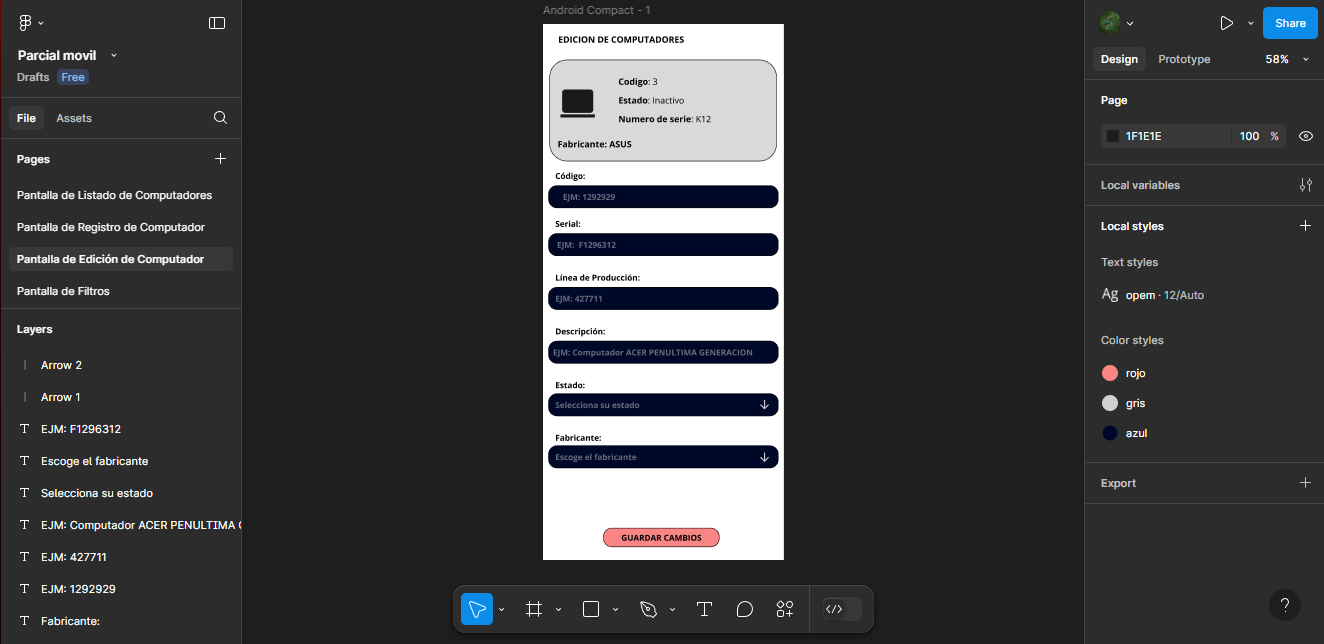 Parcial movil
Drafts Free
File Assets
Pages
Pantalla de Listado de Computadores
Pantalla de Registro de Computador
Pantalla de Edición de Computador
Pantalla de Filtros
Layers
Arrow 2
Arrow 1
T EJM: F1296312
T Escoge el fabricante
T Selecciona su estado
T EJM: Computador ACER PENULTIMA
T EJM: 427711
T EJM: 1292929
T Fabricante:
Android Compact - 1
EDICION DE COMPUTADORES
Codigo: 3
Estado: Inactivo
Numero de serie: K12
Fabricante: ASUS
Código:
EJM: 1292929
Serial:
EJM: F1296312
Línea de Producción:
EJM: 427711
Descripción:
EJM: Computador ACER PENULTIMA GENERACION
Estado:
Selecciona su estado
Fabricante:
Escoge el fabricante
GUARDAR CAMBIOS
Share
Design Prototype 58%
Page
1F1E1E 100 %
Local variables
Local styles
Text styles
Ag opem · 12/Auto
Color styles
rojo
gris
azul
Export
?